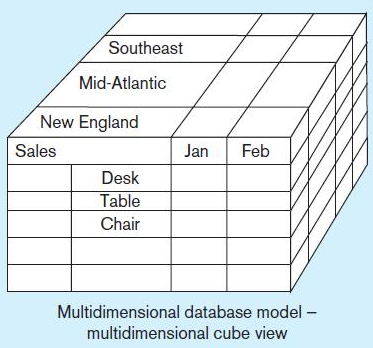 Southeast
Mid-Atlantic
New England
Sales Jan Feb
Desk
Table
Chair
Multidimensional database model –
multidimensional cube view